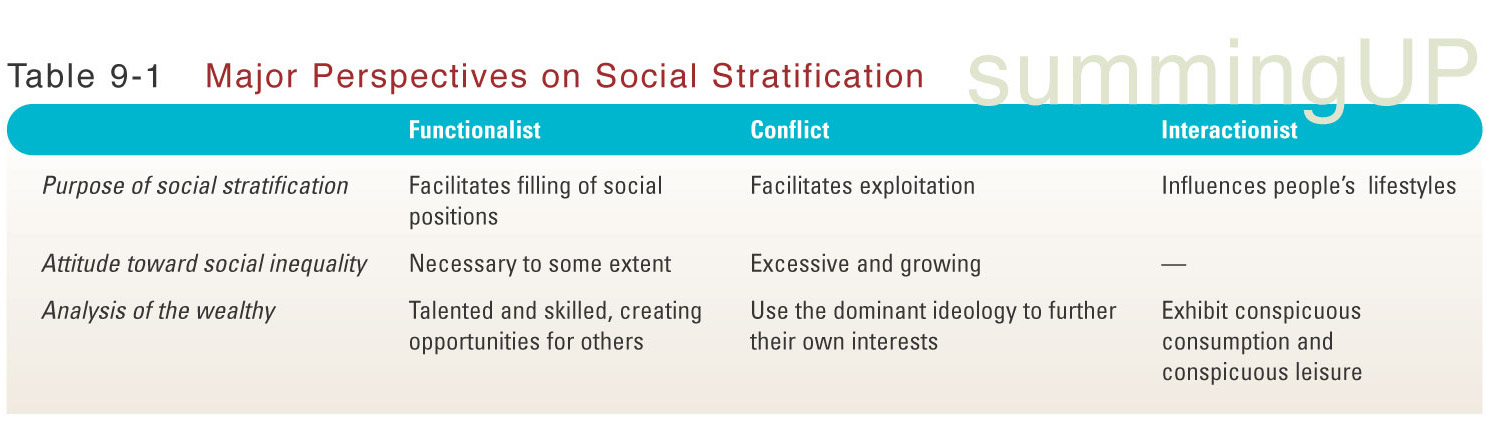 summingUP
Table 9-1 Major Perspectives on Social Stratification
Functionalist Conflict Interactionist
Purpose of social stratification Facilitates filling of social Facilitates exploitation Influences people’s lifestyles
positions
Attitude toward social inequality Necessary to some extent Excessive and growing —
Analysis of the wealthy Talented and skilled, creating Use the dominant ideology to further Exhibit conspicuous
opportunities for others their own interests consumption and
conspicuous leisure